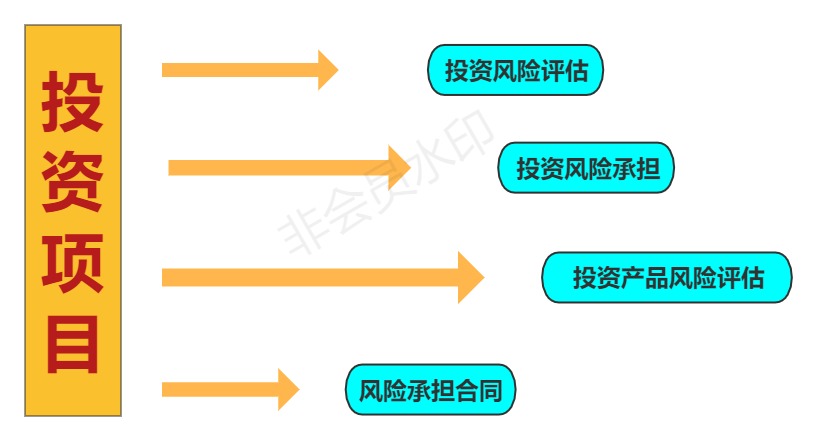 投资项目
投资风险评估
投资风险承担
投资产品风险评估
风险承担合同
非会员水印